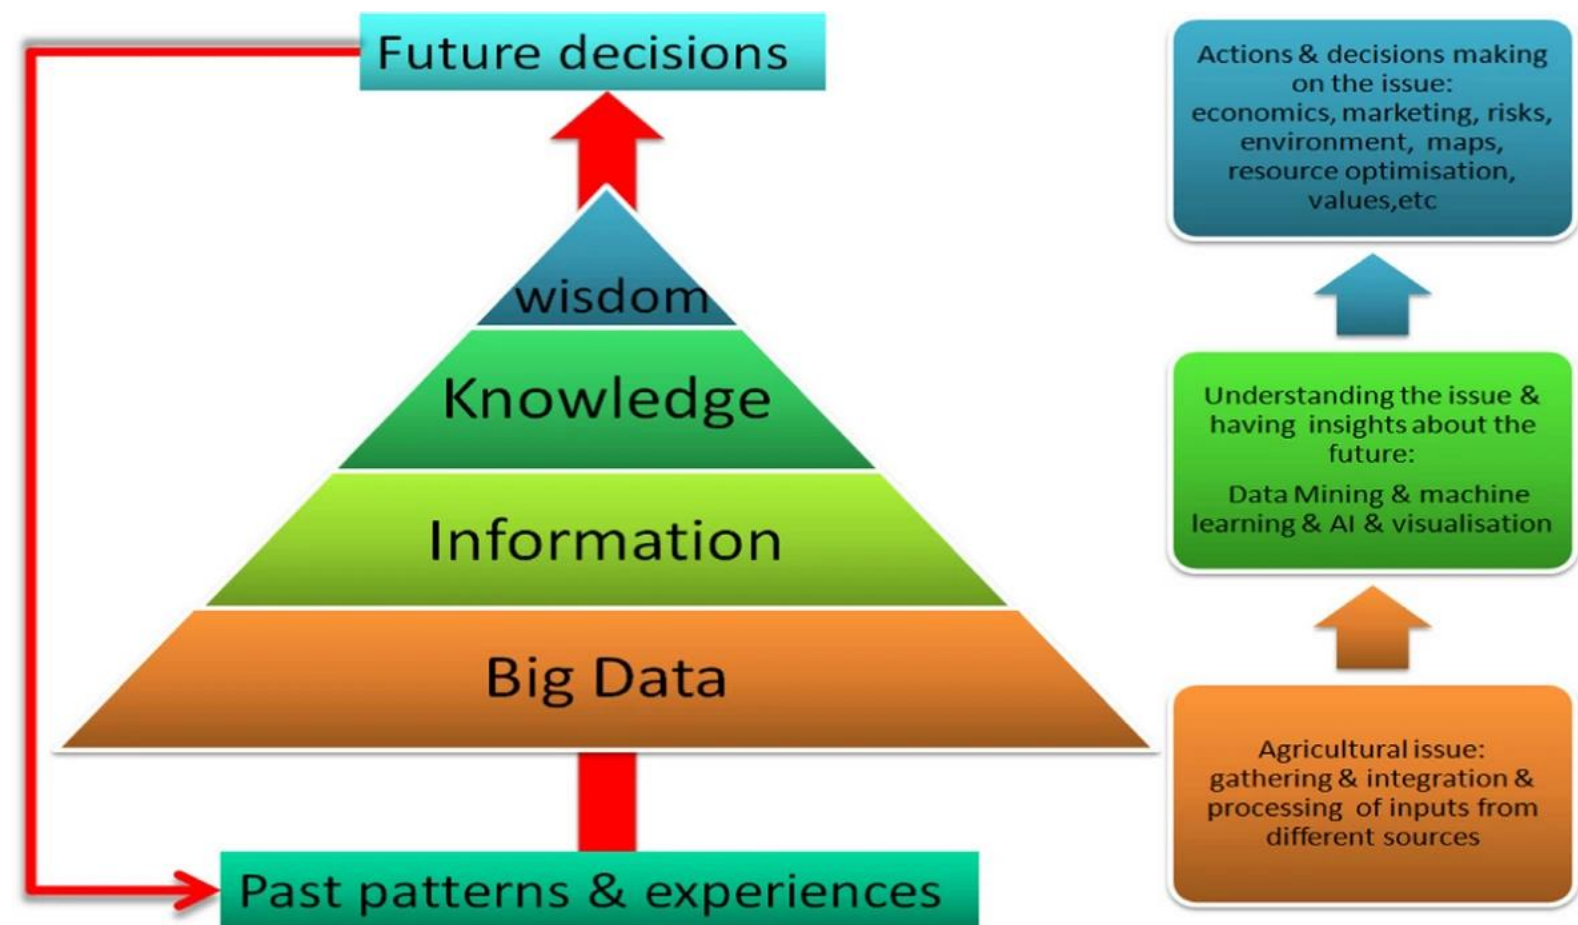 Future decisions
wisdom
Knowledge
Information
Big Data
Past patterns & experiences
Actions & decisions making
on the issue:
economics, marketing, risks,
environment, maps,
resource optimisation,
values,etc
Understanding the issue &
having insights about the
future:
Data Mining & machine
learning & AI & visualisation
Agricultural issue:
gathering & integration &
processing of inputs from
different sources